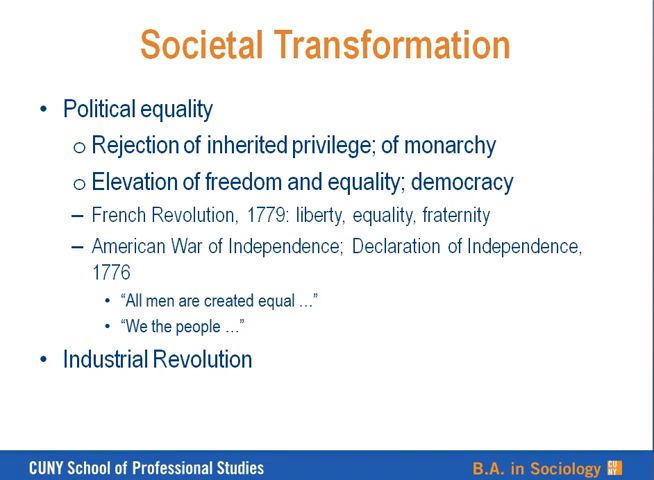 Societal Transformation
• Political equality
o Rejection of inherited privilege; of monarchy
o Elevation of freedom and equality; democracy
– French Revolution, 1779: liberty, equality, fraternity
– American War of Independence; Declaration of Independence,
1776
• “All men are created equal …”
• “We the people …”
• Industrial Revolution
CUNY School of Professional Studies
B.A. in Sociology CU
NY